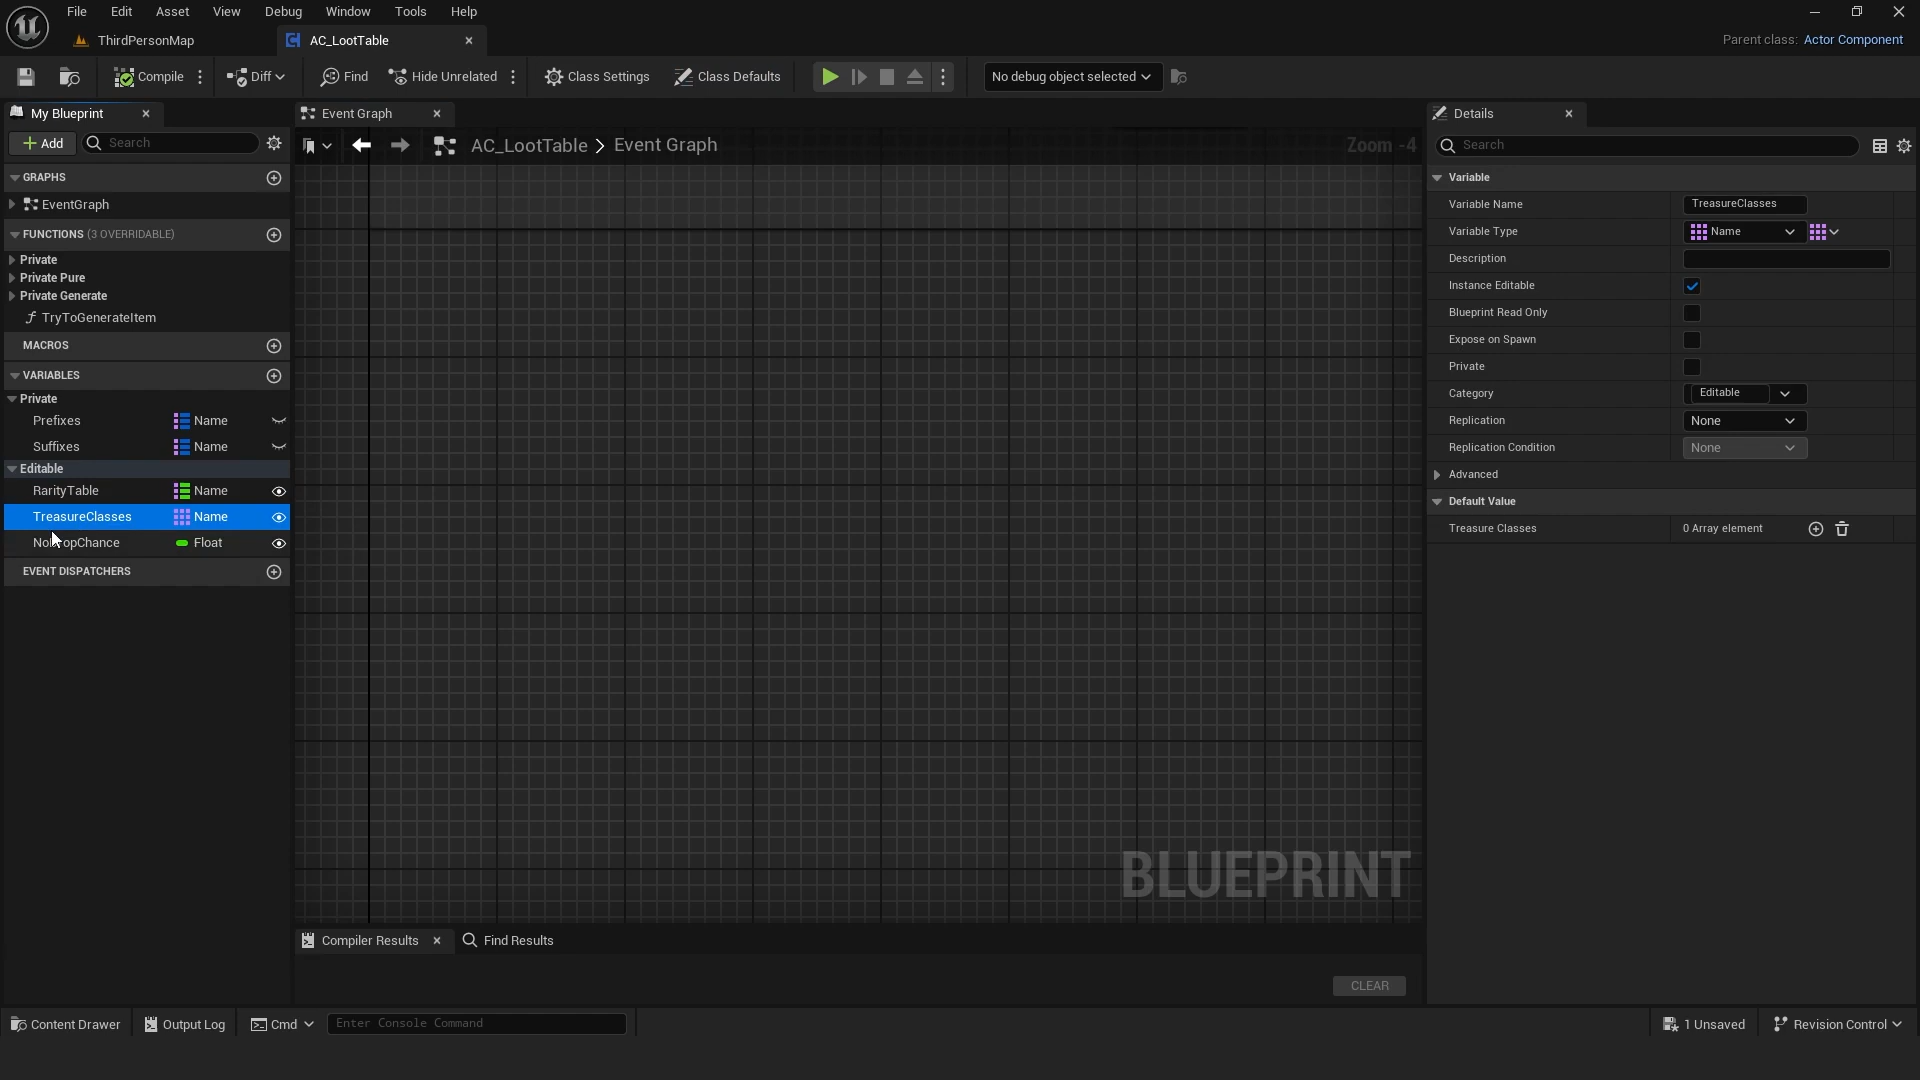 File Edit Asset View Debug Window Tools Help
ThirdPersonMap AC_LootTable Parent class: Actor Component
Compile Diff Find Hide Unrelated Class Settings Class Defaults No debug object selected
My Blueprint Event Graph Details
Add Search AC_LootTable > Event Graph Zoom -4 Search
GRAPHS
EventGraph
FUNCTIONS (3 OVERRIDABLE)
Private
Private Pure
Private Generate
TryToGenerateItem
MACROS
VARIABLES
Private
Prefixes Name
Suffixes Name
Editable
RarityTable Name
TreasureClasses Name
Float
EVENT DISPATCHERS
Variable
Variable Name TreasureClasses
Variable Type Name
Description
Instance Editable
Blueprint Read Only
Expose on Spawn
Private
Category Editable
Replication None
Replication Condition None
Advanced
Default Value
Treasure Classes 0 Array element
BLUEPRINT
Compiler Results Find Results
CLEAR
Content Drawer Output Log Cmd Enter Console Command 1 Unsaved Revision Control